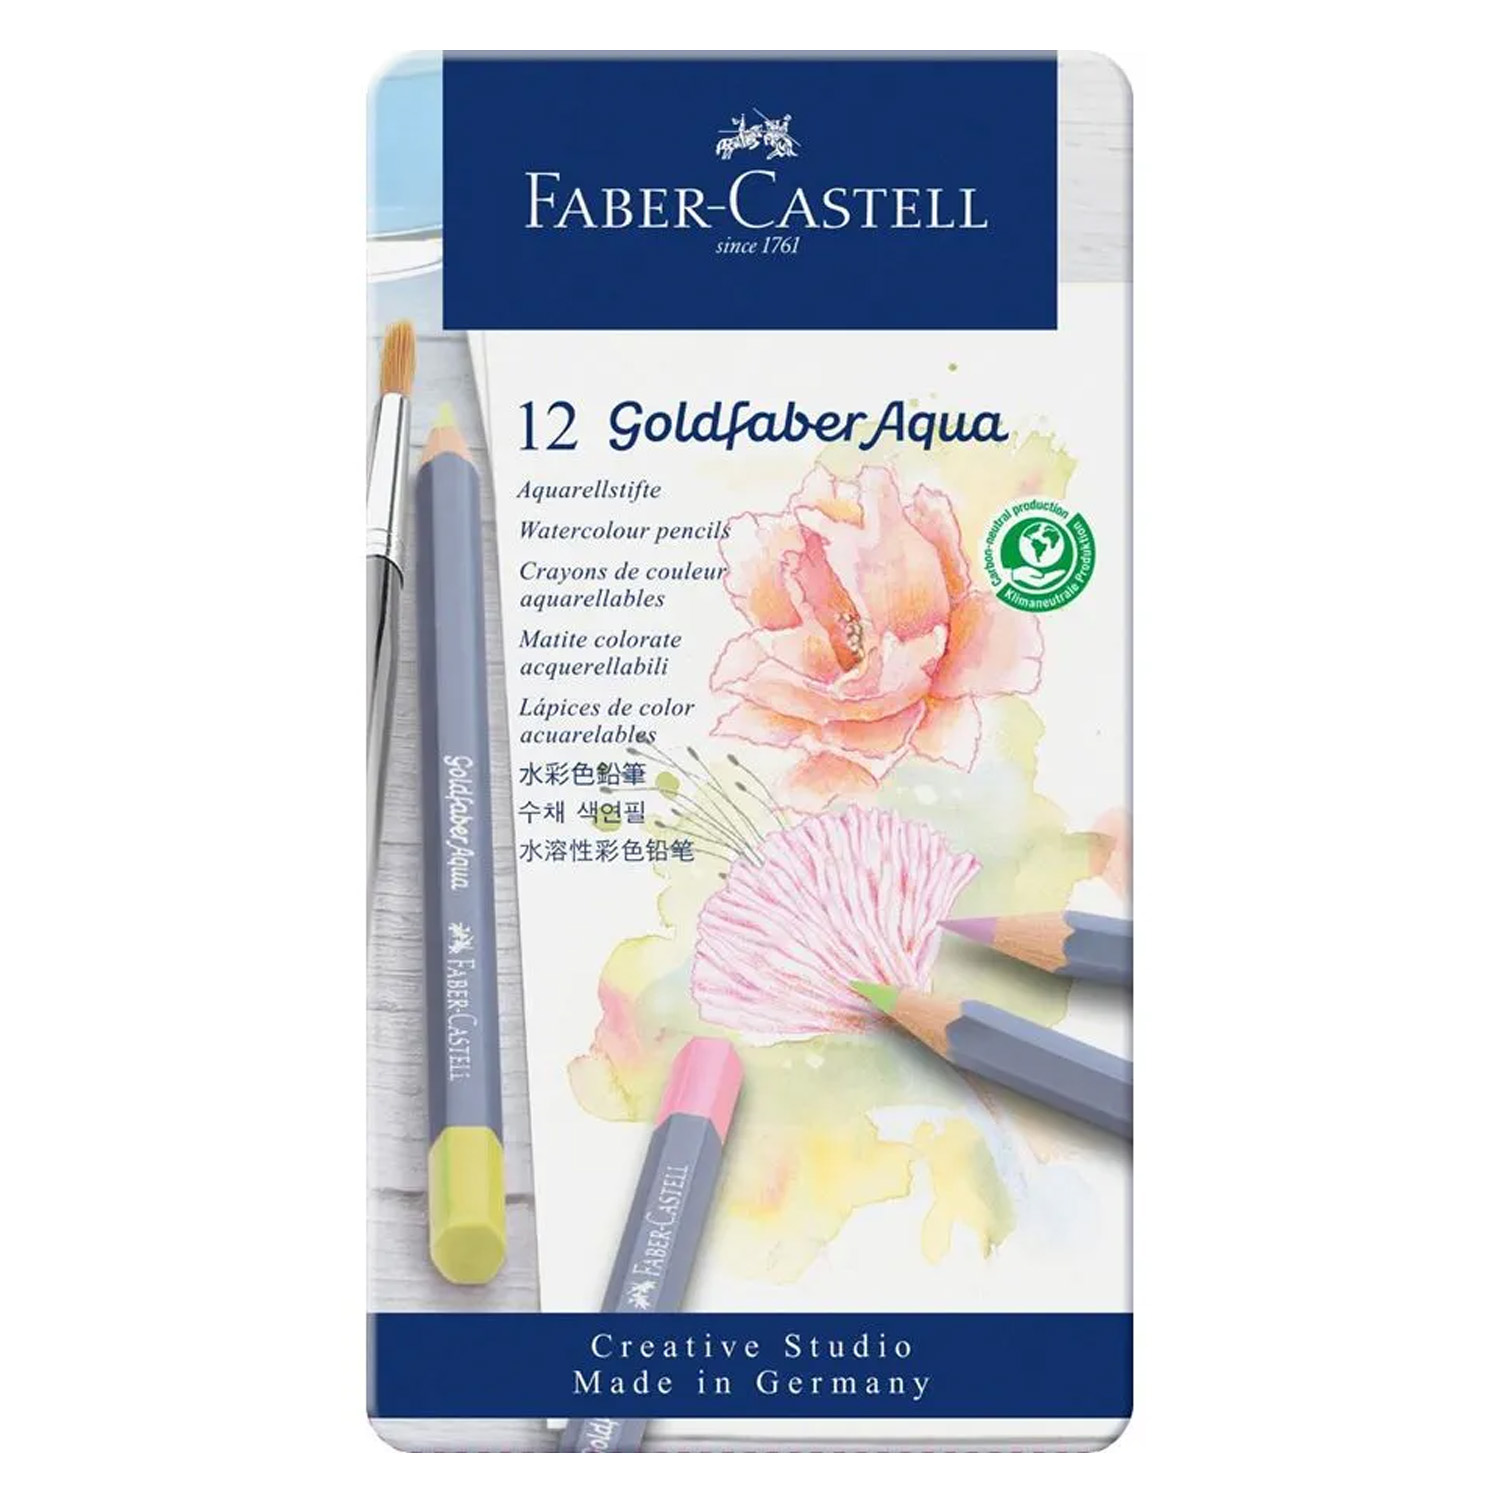 FABER-CASTELL
since 1761
12 Goldfaber Aqua
Aquarellstifte
Watercolour pencils
Crayons de couleur
aquarellables
Matite colorate
acquerellabili
Lápices de color
acuarelables
水彩色鉛筆
수채 색연필
水溶性彩色铅笔
Carbon-neutral production
Klimaneutrale Produktion
Goldfaber Aqua FABER-CASTELL
FABER-CASTELL
Creative Studio
Made in Germany